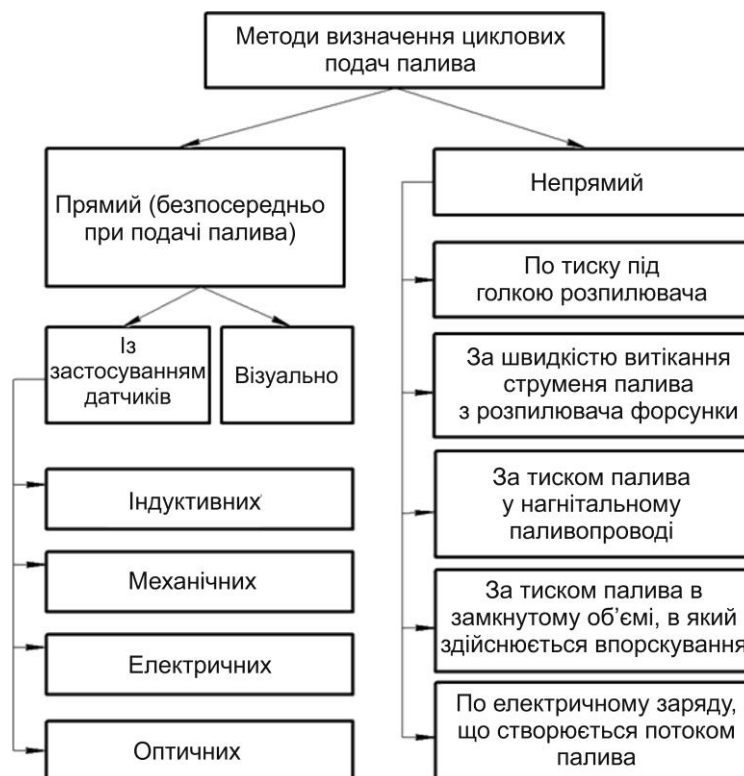 Методи визначення циклових
подач палива
Прямий (безпосередньо
при подачі палива)
Із
застосуванням
датчиків
Візуально
Індуктивних
Механічних
Електричних
Оптичних
Непрямий
По тиску під
голкою розпилювача
За швидкістю витікання
струменя палива
з розпилювача форсунки
За тиском палива
у нагнітальному
паливопроводі
За тиском палива в
замкнутому об’ємі, в який
здійснюється впорскування
По електричному заряду,
що створюється потоком
палива